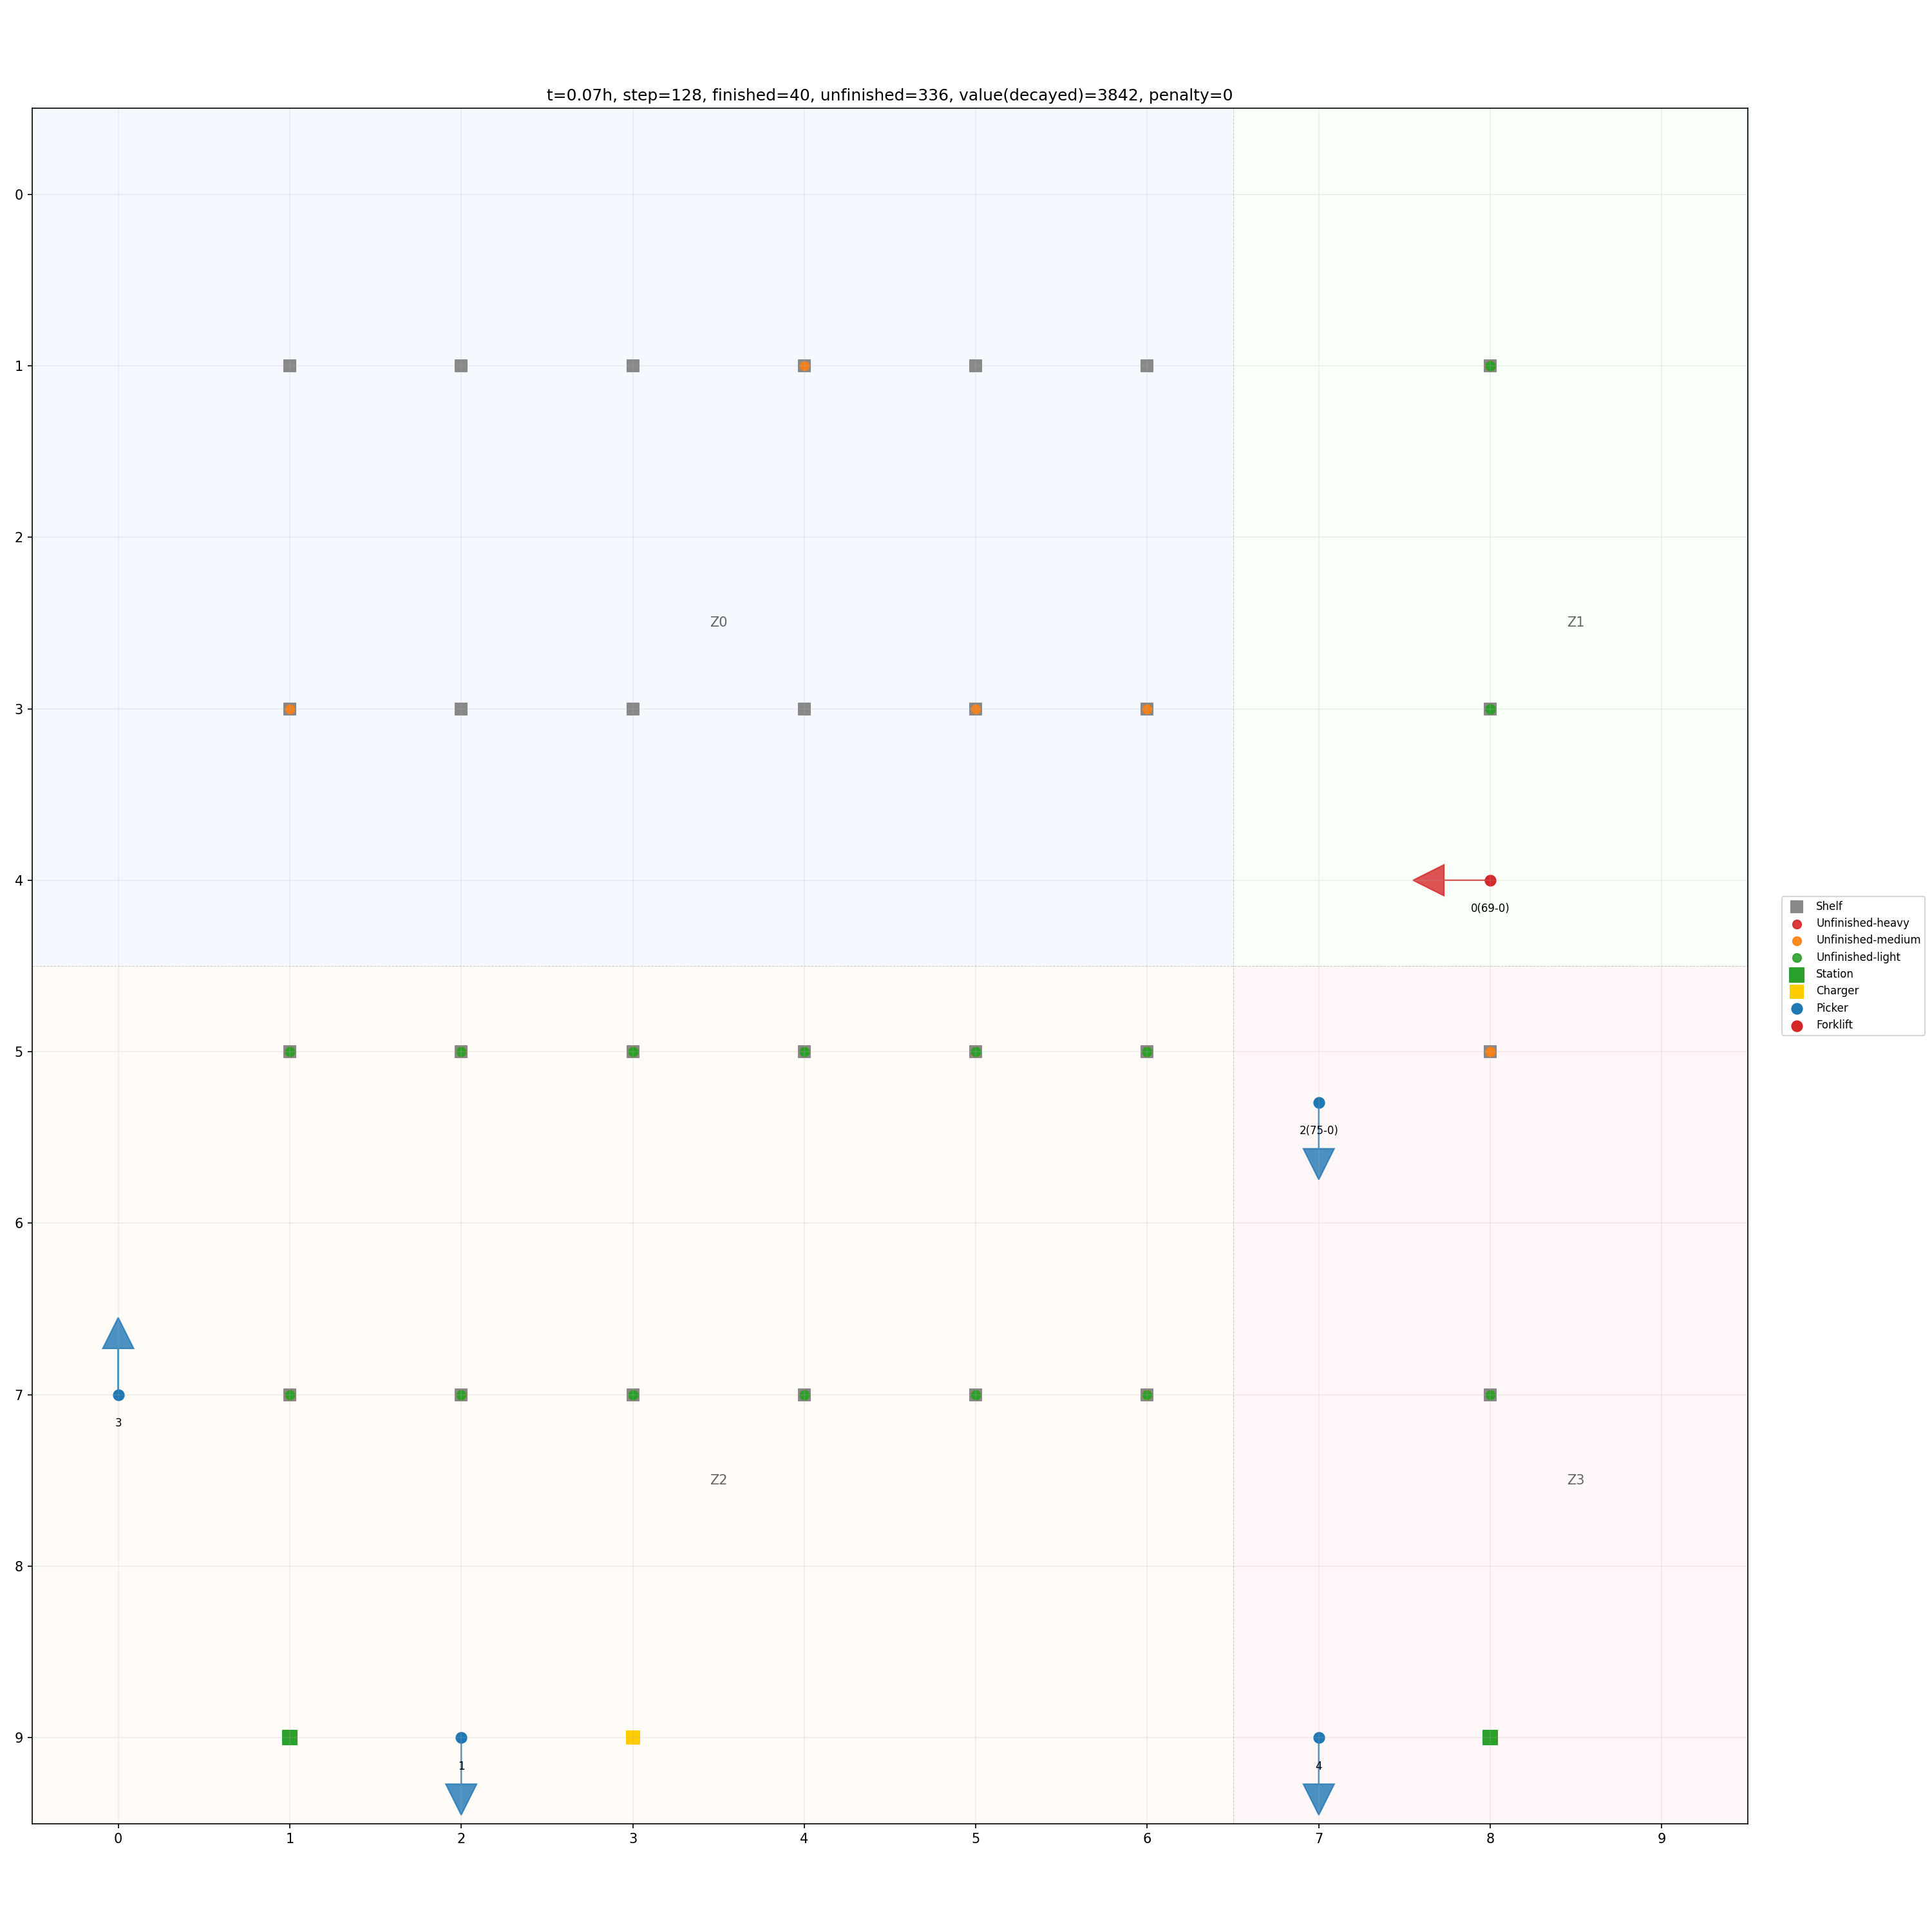 t=0.07h, step=128, finished=40, unfinished=336, value(decayed)=3842, penalty=0
0
1
2
Z0
Z1
3
4
0(69-0)
Shelf
Unfinished-heavy
Unfinished-medium
Unfinished-light
Station
Charger
Picker
Forklift
5
2(75-0)
6
7
3
Z2
Z3
8
9
1
4
0 1 2 3 4 5 6 7 8 9